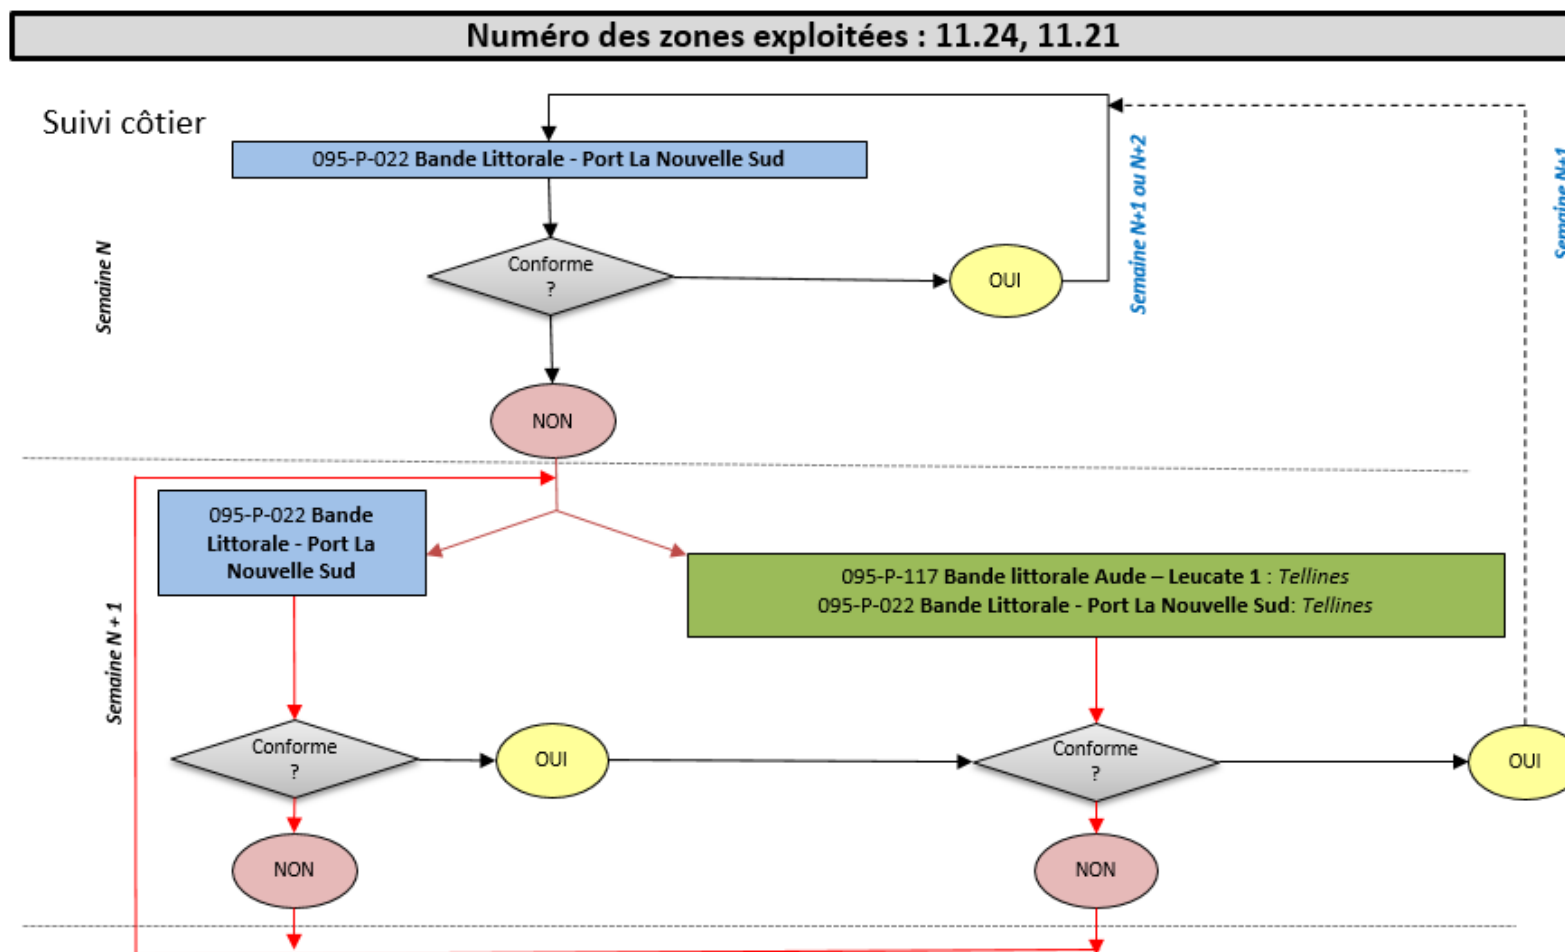 Numéro des zones exploitées : 11.24, 11.21
Suivi côtier
095-P-022 Bande Littorale - Port La Nouvelle Sud
Semaine N+1 ou N+2
Semaine N+1
Semaine N
Conforme
?
OUI
NON
095-P-022 Bande
Littorale - Port La
Nouvelle Sud
095-P-117 Bande littorale Aude – Leucate 1 : Tellines
095-P-022 Bande Littorale - Port La Nouvelle Sud: Tellines
Semaine N + 1
Conforme
?
OUI
Conforme
?
OUI
NON
NON